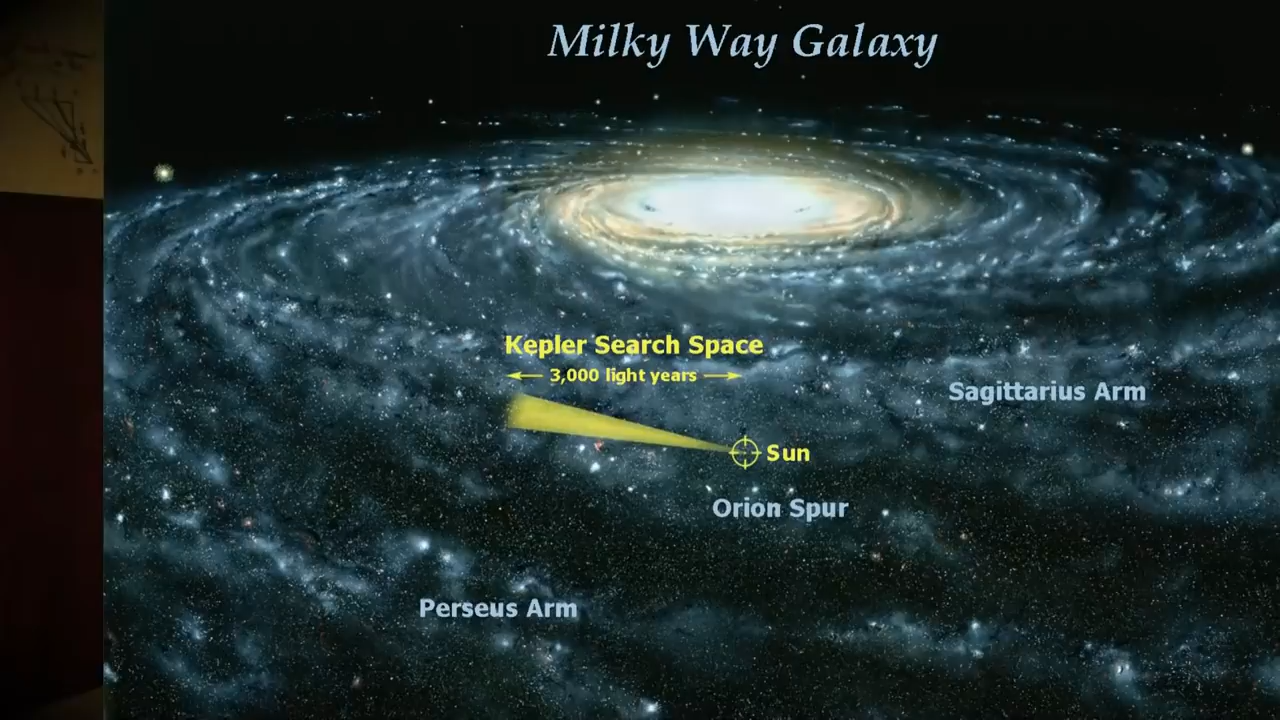 Milky Way Galaxy
Kepler Search Space
3,000 light years
Sagittarius Arm
Sun
Orion Spur
Perseus Arm